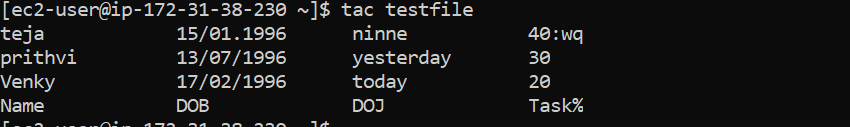 [ec2-user@ip-172-31-38-230 ~]$ tac testfile
teja 15/01.1996 ninne 40:wq
prithvi 13/07/1996 yesterday 30
Venky 17/02/1996 today 20
Name DOB DOJ Task%
[ec2-user@ip-172-31-38-230 ~]$